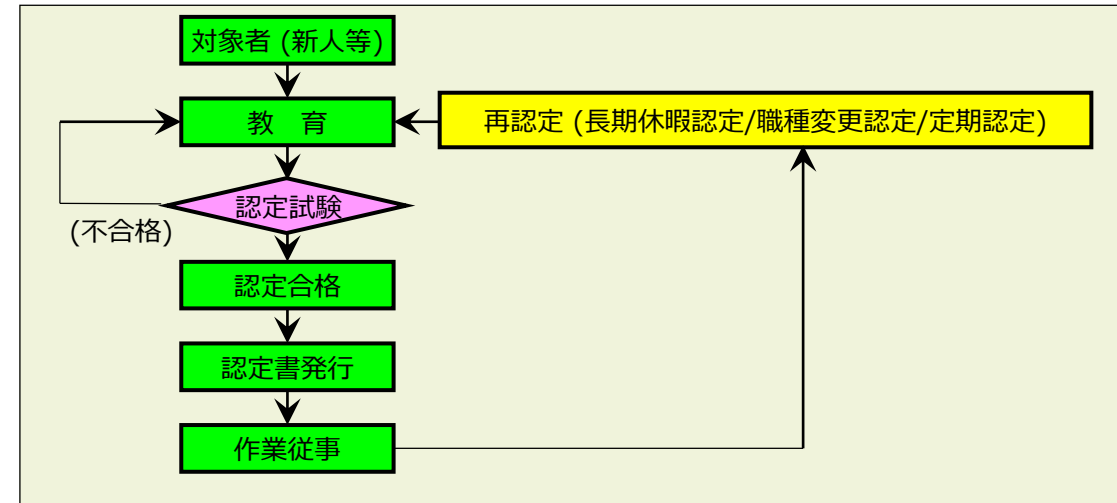 対象者 (新人等)
教　育
再認定 (長期休暇認定/職種変更認定/定期認定)
認定試験
(不合格)
認定合格
認定書発行
作業従事